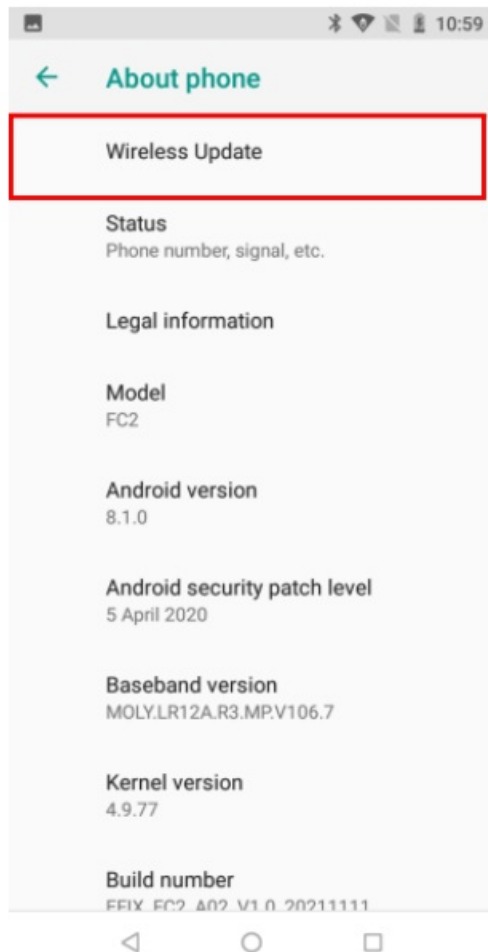 10:59
About phone
Wireless Update
Status
Phone number, signal, etc.
Legal information
Model
FC2
Android version
8.1.0
Android security patch level
5 April 2020
Baseband version
MOLY.LR12A.R3.MP.V106.7
Kernel version
4.9.77
Build number
EFIX_FC2_A02_V1.0_20211111